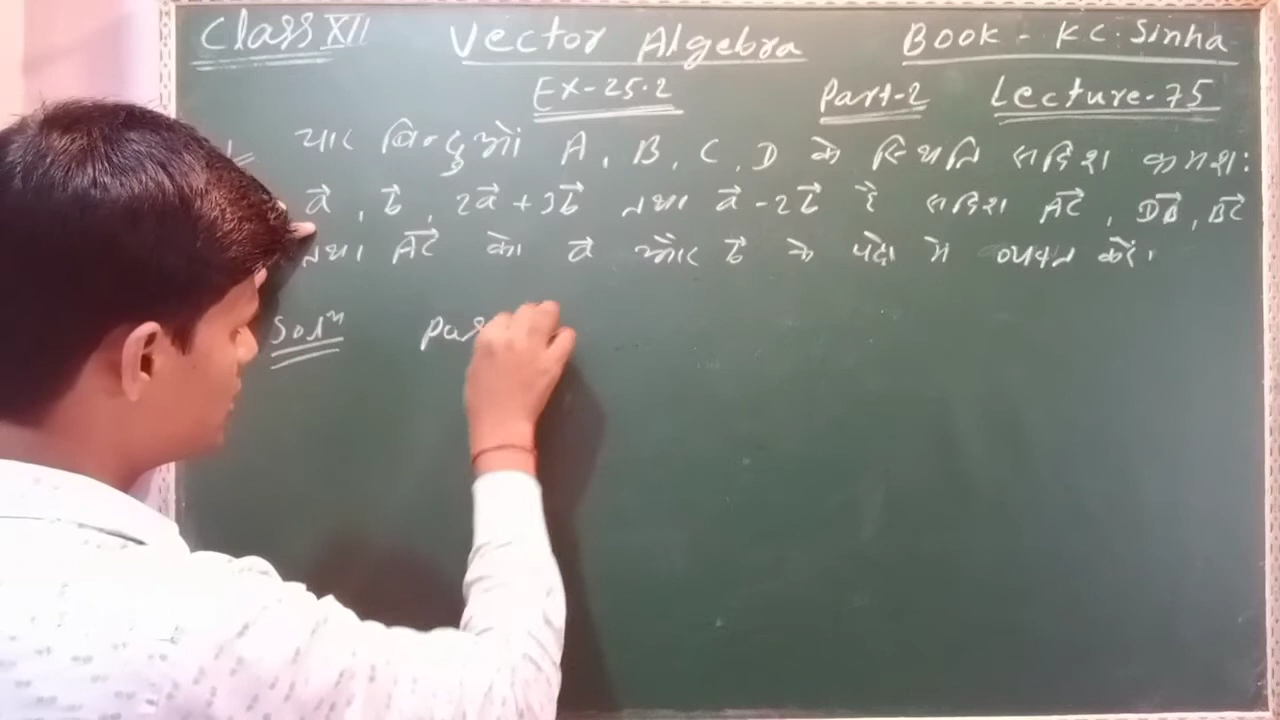 Class XII Vector Algebra Book - K C. Sinha
Ex-25.2 Part-2 Lecture-75
चार बिन्दुओं A, B, C, D के स्थिति सदिश क्रमश:
a⃗, b⃗, 2a⃗ + 3b⃗ तथा a⃗ - 2b⃗ है सदिश AC⃗, DB⃗, BC⃗
तथा AC⃗ को a⃗ और b⃗ के पदों में व्यक्त करें।
Solⁿ